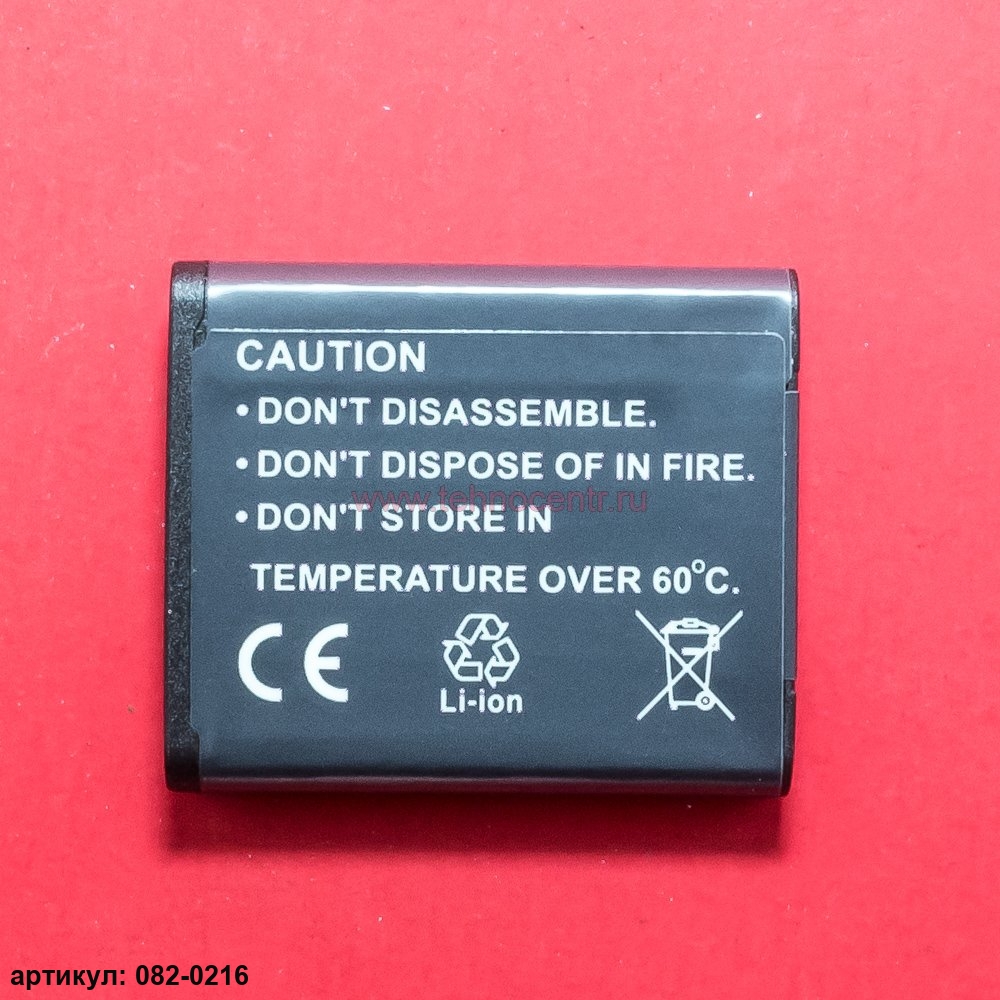 CAUTION
• DON'T DISASSEMBLE.
• DON'T DISPOSE OF IN FIRE.
www.tehnocentr.ru
• DON'T STORE IN
TEMPERATURE OVER 60°C.
CE
Li-ion
артикул: 082-0216